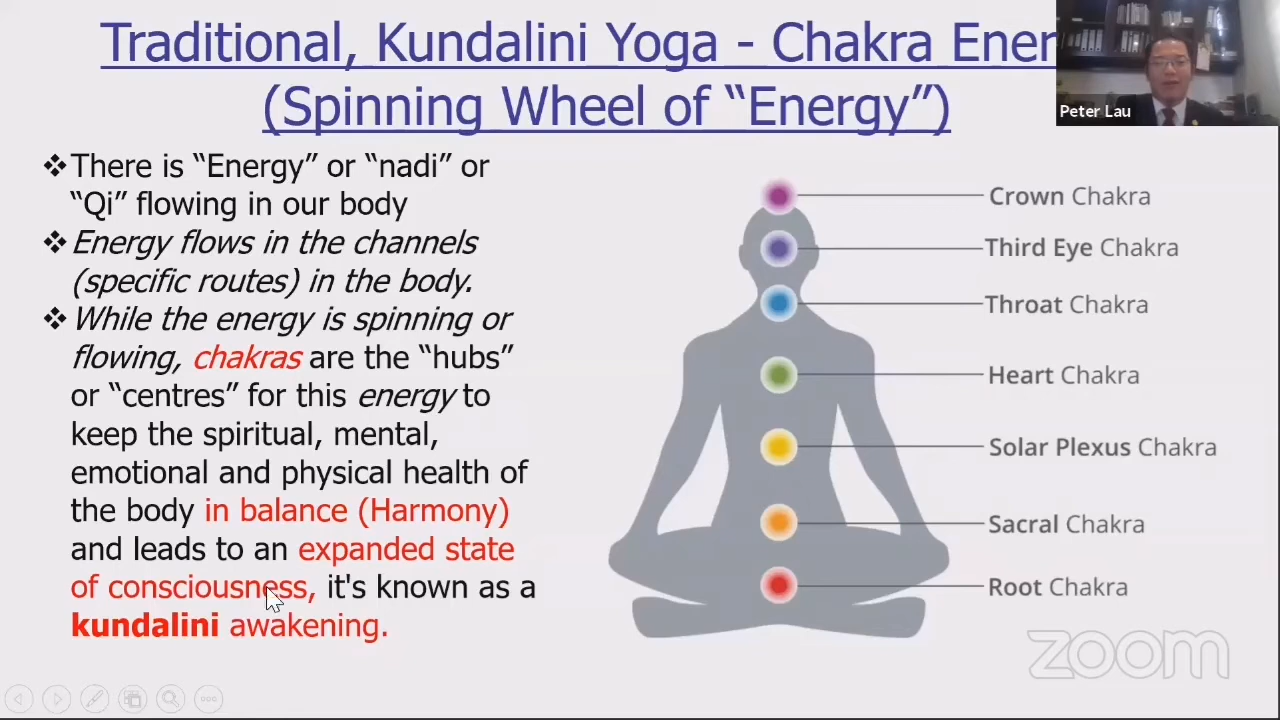 Traditional, Kundalini Yoga - Chakra Ener
(Spinning Wheel of “Energy”)
Peter Lau
❖There is “Energy” or “nadi” or
“Qi” flowing in our body
❖Energy flows in the channels
(specific routes) in the body.
❖While the energy is spinning or
flowing, chakras are the “hubs”
or “centres” for this energy to
keep the spiritual, mental,
emotional and physical health of
the body in balance (Harmony)
and leads to an expanded state
of consciousness, it's known as a
kundalini awakening.
Crown Chakra
Third Eye Chakra
Throat Chakra
Heart Chakra
Solar Plexus Chakra
Sacral Chakra
Root Chakra
zoom